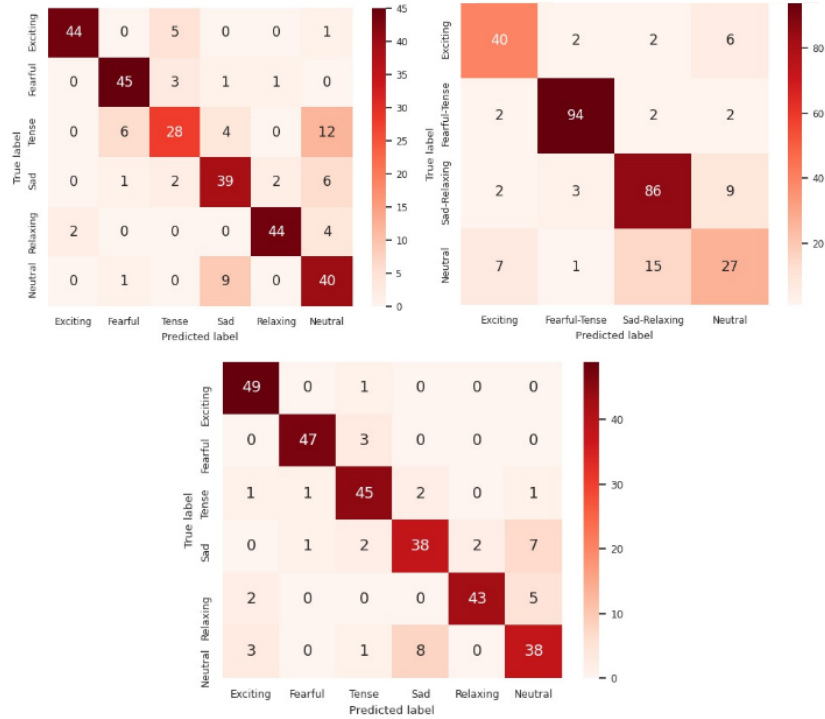 Exciting 44 0 5 0 0 1
Fearful 0 45 3 1 1 0
Tense 0 6 28 4 0 12
Sad 0 1 2 39 2 6
Relaxing 2 0 0 0 44 4
Neutral 0 1 0 9 0 40
True label
Exciting Fearful Tense Sad Relaxing Neutral
Predicted label
45
40
35
30
25
20
15
10
5
0
Exciting 40 2 2 6
Fearful-Tense 2 94 2 2
Sad-Relaxing 2 3 86 9
Neutral 7 1 15 27
True label
Exciting Fearful-Tense Sad-Relaxing Neutral
Predicted label
80
60
40
20
Exciting 49 0 1 0 0 0
Fearful 0 47 3 0 0 0
Tense 1 1 45 2 0 1
Sad 0 1 2 38 2 7
Relaxing 2 0 0 0 43 5
Neutral 3 0 1 8 0 38
True label
Exciting Fearful Tense Sad Relaxing Neutral
Predicted label
40
30
20
10
0